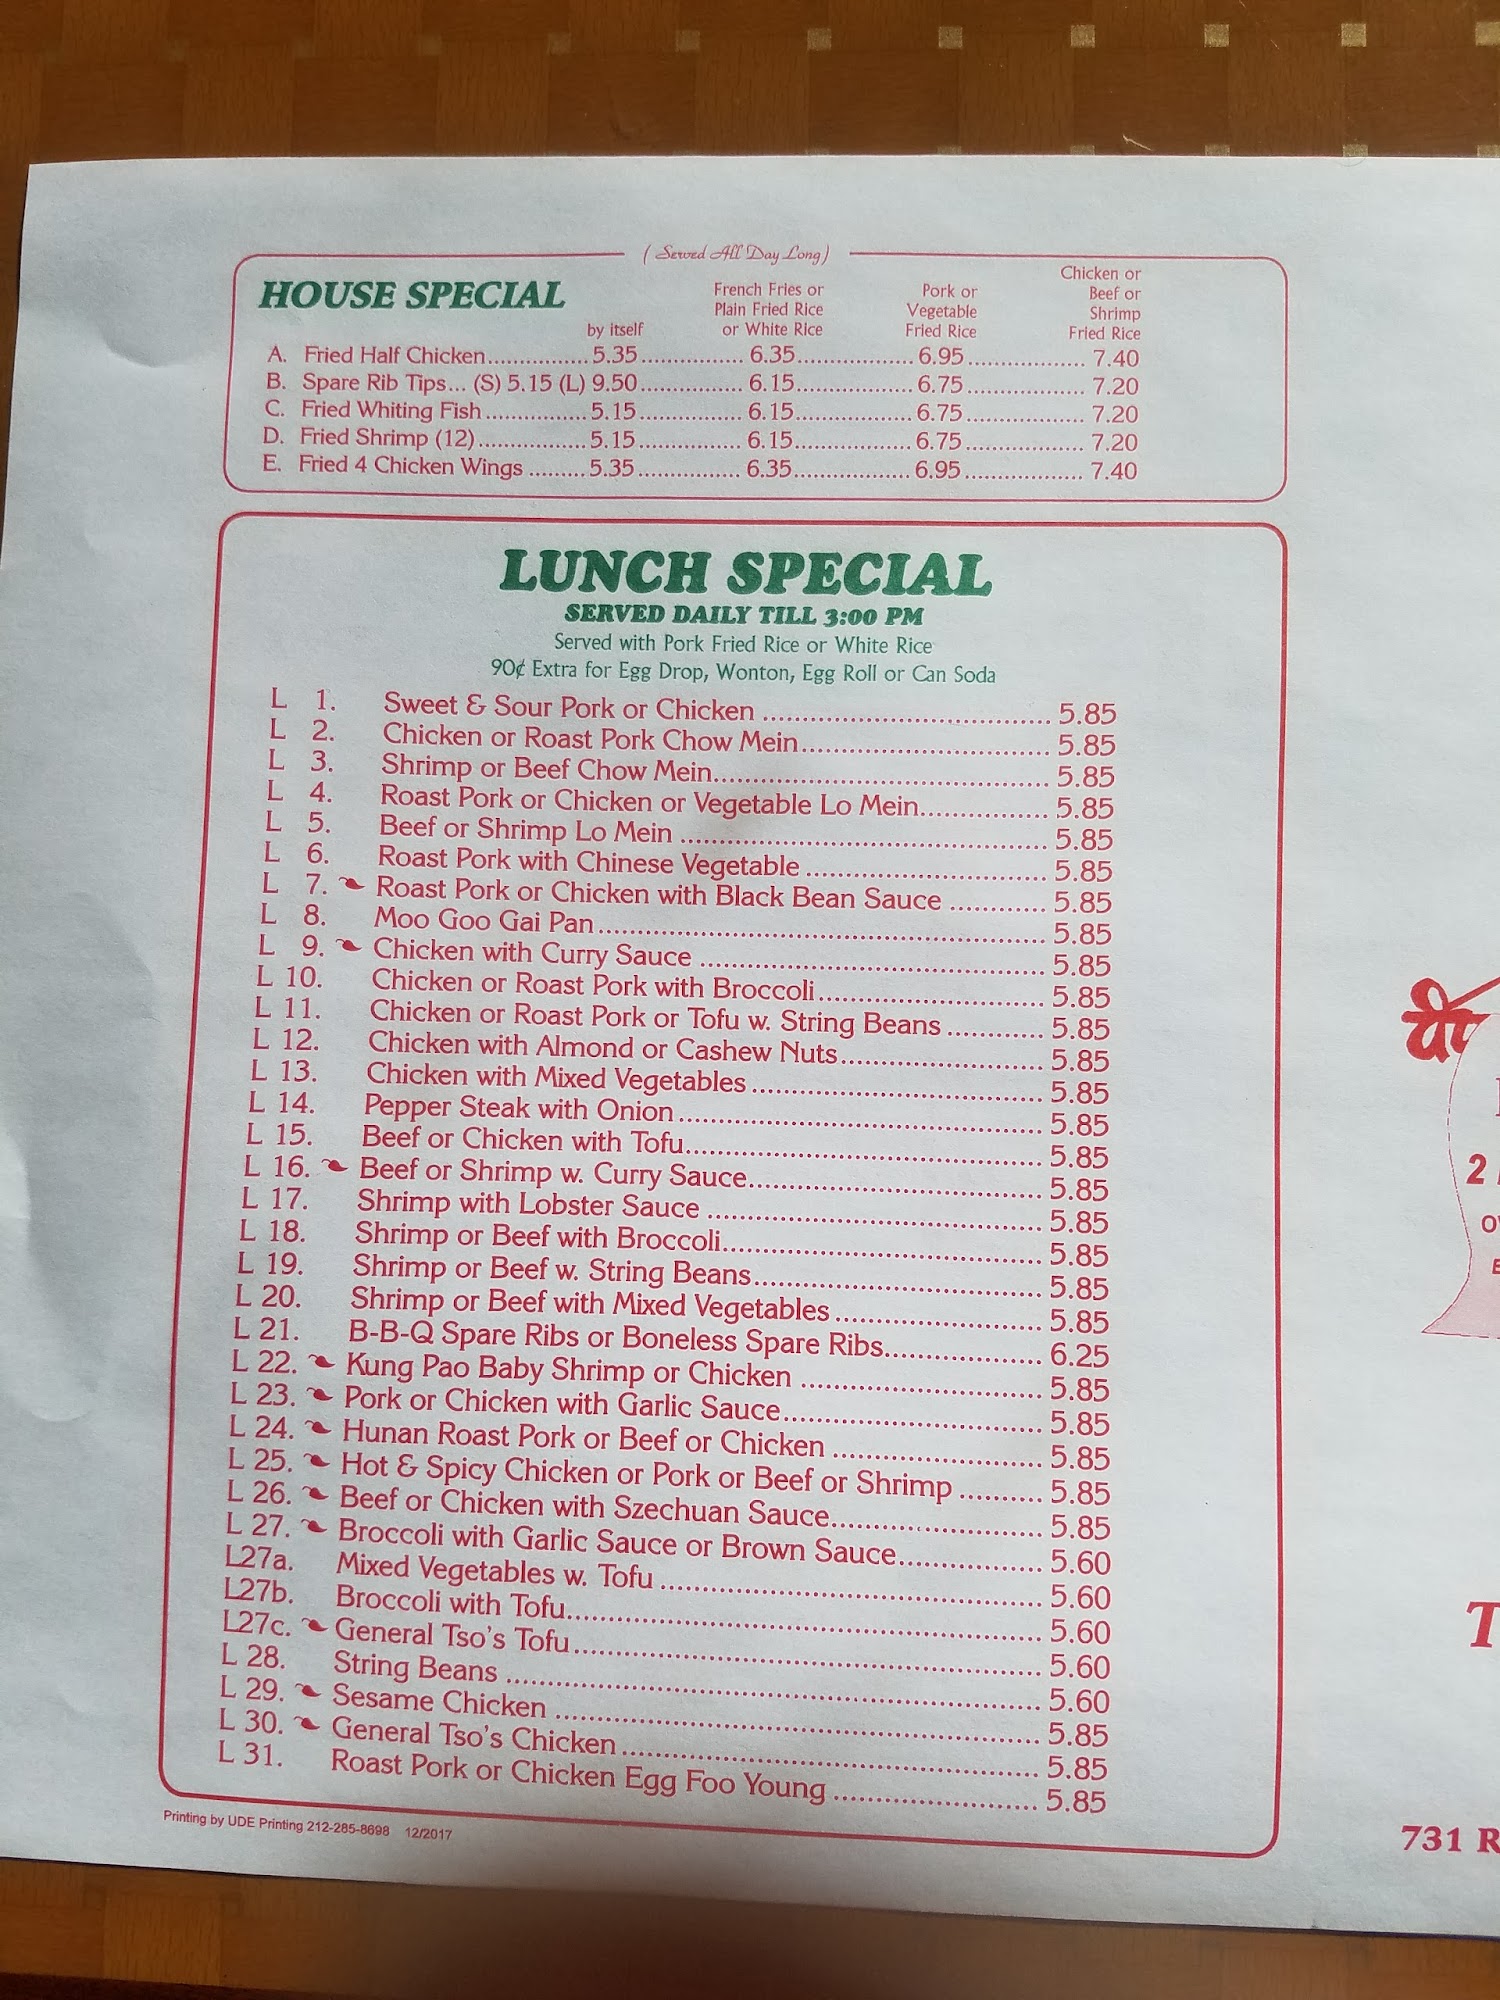 ( Served All Day Long )
HOUSE SPECIAL
by itself
French Fries or
Plain Fried Rice
or White Rice
Pork or
Vegetable
Fried Rice
Chicken or
Beef or
Shrimp
Fried Rice
A. Fried Half Chicken................ 5.35................. 6.35................... 6.95................... 7.40
B. Spare Rib Tips... (S) 5.15 (L) 9.50................. 6.15................... 6.75................... 7.20
C. Fried Whiting Fish ................ 5.15................. 6.15................... 6.75................... 7.20
D. Fried Shrimp (12)................. 5.15................. 6.15................... 6.75................... 7.20
E. Fried 4 Chicken Wings ......... 5.35................. 6.35................... 6.95................... 7.40
LUNCH SPECIAL
SERVED DAILY TILL 3:00 PM
Served with Pork Fried Rice or White Rice
90¢ Extra for Egg Drop, Wonton, Egg Roll or Can Soda
L 1. Sweet & Sour Pork or Chicken ..................................... 5.85
L 2. Chicken or Roast Pork Chow Mein................................ 5.85
L 3. Shrimp or Beef Chow Mein........................................... 5.85
L 4. Roast Pork or Chicken or Vegetable Lo Mein................ 5.85
L 5. Beef or Shrimp Lo Mein ............................................... 5.85
L 6. Roast Pork with Chinese Vegetable ............................... 5.85
L 7. Roast Pork or Chicken with Black Bean Sauce ............ 5.85
L 8. Moo Goo Gai Pan......................................................... 5.85
L 9. Chicken with Curry Sauce ............................................ 5.85
L 10. Chicken or Roast Pork with Broccoli............................. 5.85
L 11. Chicken or Roast Pork or Tofu w. String Beans ............ 5.85
L 12. Chicken with Almond or Cashew Nuts.......................... 5.85
L 13. Chicken with Mixed Vegetables ..................................... 5.85
L 14. Pepper Steak with Onion .............................................. 5.85
L 15. Beef or Chicken with Tofu............................................. 5.85
L 16. Beef or Shrimp w. Curry Sauce..................................... 5.85
L 17. Shrimp with Lobster Sauce ........................................... 5.85
L 18. Shrimp or Beef with Broccoli......................................... 5.85
L 19. Shrimp or Beef w. String Beans..................................... 5.85
L 20. Shrimp or Beef with Mixed Vegetables .......................... 5.85
L 21. B-B-Q Spare Ribs or Boneless Spare Ribs.................... 6.25
L 22. Kung Pao Baby Shrimp or Chicken ............................... 5.85
L 23. Pork or Chicken with Garlic Sauce................................. 5.85
L 24. Hunan Roast Pork or Beef or Chicken ........................... 5.85
L 25. Hot & Spicy Chicken or Pork or Beef or Shrimp .......... 5.85
L 26. Beef or Chicken with Szechuan Sauce........................... 5.85
L 27. Broccoli with Garlic Sauce or Brown Sauce.................. 5.60
L27a. Mixed Vegetables w. Tofu ................................................ 5.60
L27b. Broccoli with Tofu............................................................ 5.60
L27c. General Tso's Tofu........................................................... 5.60
L 28. String Beans .................................................................... 5.60
L 29. Sesame Chicken .............................................................. 5.85
L 30. General Tso's Chicken ..................................................... 5.85
L 31. Roast Pork or Chicken Egg Foo Young .......................... 5.85
Printing by UDE Printing 212-285-8698 12/2017
2
731 R